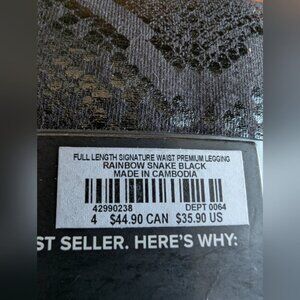 FULL LENGTH SIGNATURE WAIST PREMIUM LEGGING
RAINBOW SNAKE BLACK
MADE IN CAMBODIA
42990238 DEPT 0064
4 $44.90 CAN $35.90 US
ST SELLER. HERE'S WHY: